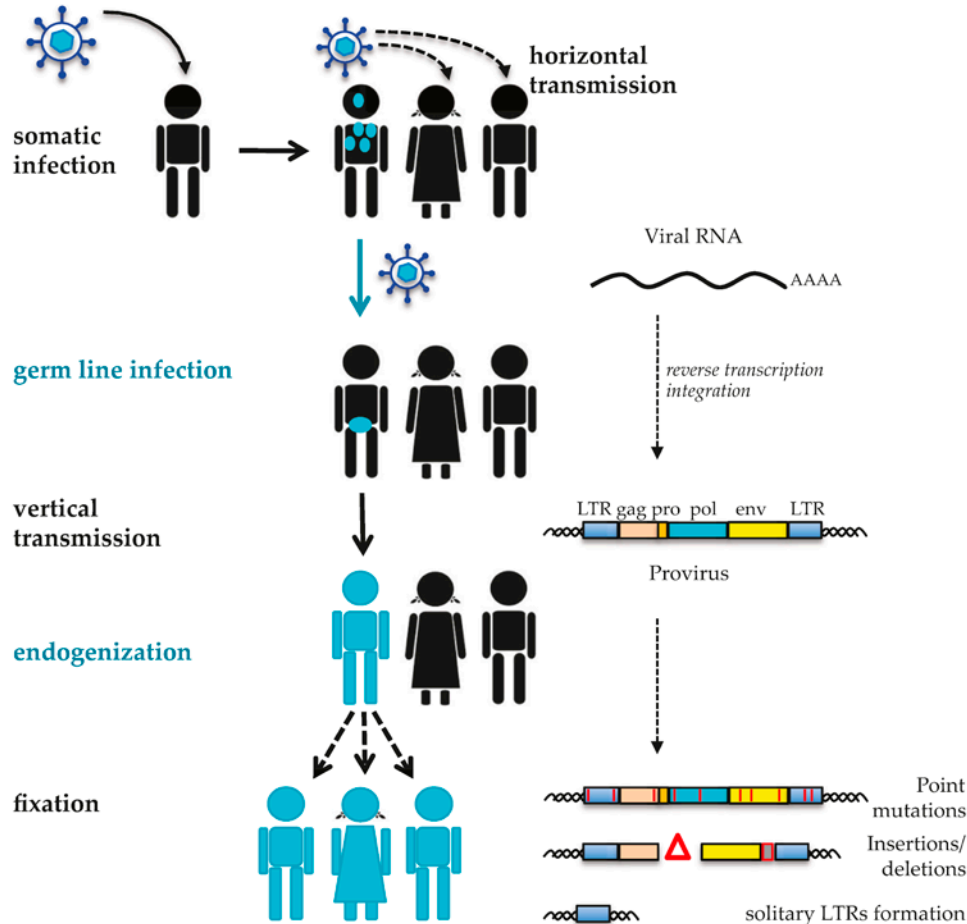 horizontal
transmission
somatic
infection
Viral RNA
AAAA
germ line infection
reverse transcription
integration
vertical
transmission
LTR gag pro pol env LTR
Provirus
endogenization
fixation
Point
mutations
Insertions/
deletions
Δ
solitary LTRs formation